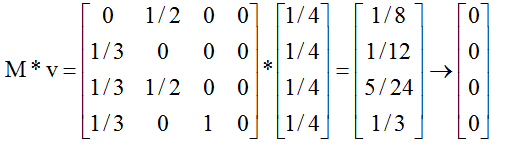 M * v = [ 0 1/2 0 0 ; 1/3 0 0 0 ; 1/3 1/2 0 0 ; 1/3 0 1 0 ] * [ 1/4 ; 1/4 ; 1/4 ; 1/4 ] = [ 1/8 ; 1/12 ; 5/24 ; 1/3 ] → [ 0 ; 0 ; 0 ; 0 ]